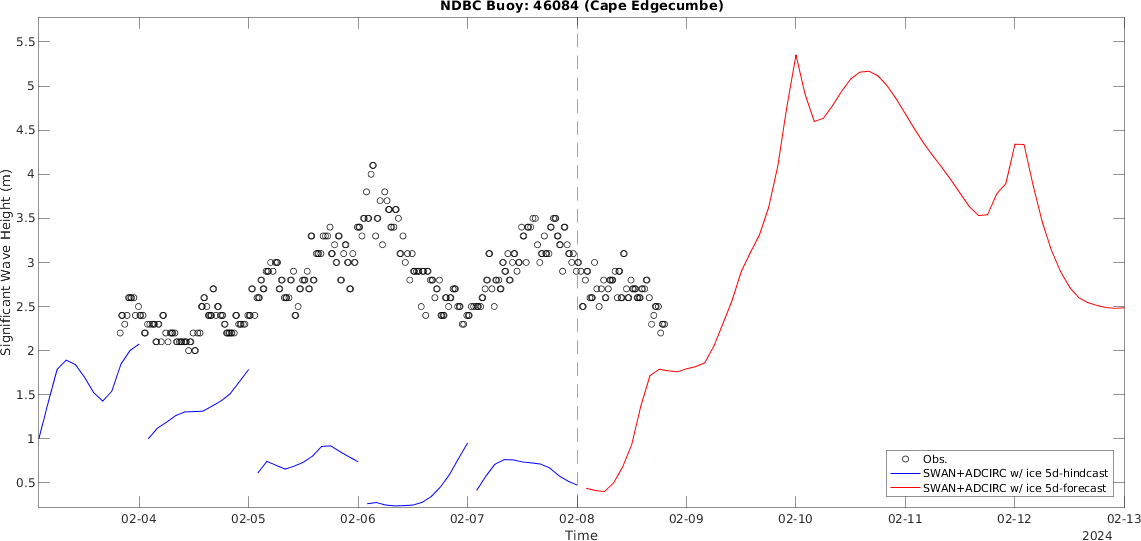 NDBC Buoy: 46084 (Cape Edgecumbe)
5.5
5
4.5
4
3.5
3
2.5
2
1.5
1
0.5
Significant Wave Height (m)
Obs.
SWAN+ADCIRC w/ ice 5d-hindcast
SWAN+ADCIRC w/ ice 5d-forecast
02-04 02-05 02-06 02-07 02-08 02-09 02-10 02-11 02-12 02-13
Time
2024